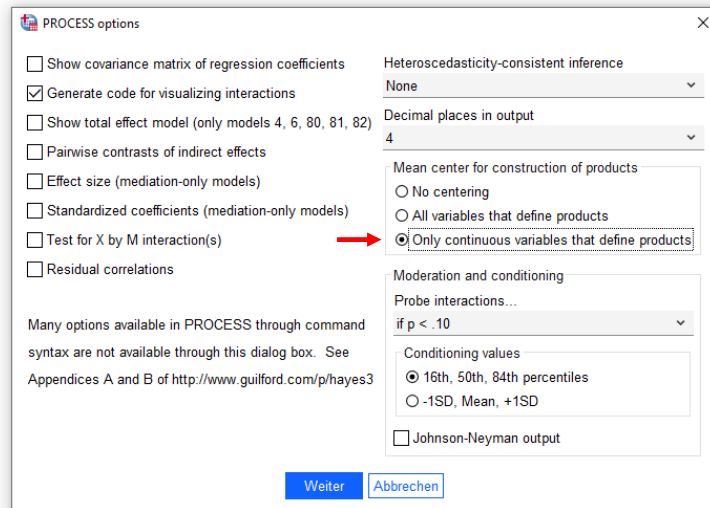 PROCESS options
Show covariance matrix of regression coefficients
Generate code for visualizing interactions
Show total effect model (only models 4, 6, 80, 81, 82)
Pairwise contrasts of indirect effects
Effect size (mediation-only models)
Standardized coefficients (mediation-only models)
Test for X by M interaction(s)
Residual correlations
Many options available in PROCESS through command
syntax are not available through this dialog box. See
Appendices A and B of http://www.guilford.com/p/hayes3
Heteroscedasticity-consistent inference
None
Decimal places in output
4
Mean center for construction of products
No centering
All variables that define products
Only continuous variables that define products
Moderation and conditioning
Probe interactions...
if p < .10
Conditioning values
16th, 50th, 84th percentiles
-1SD, Mean, +1SD
Johnson-Neyman output
Weiter
Abbrechen